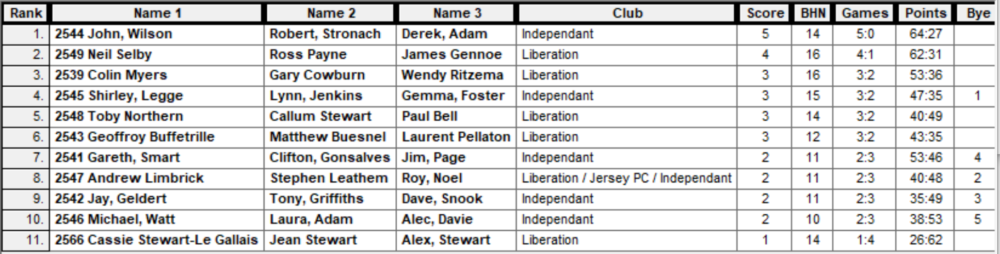 Rank Name 1 Name 2 Name 3 Club Score BHN Games Points Bye
1. 2544 John, Wilson Robert, Stronach Derek, Adam Independant 5 14 5:0 64:27
2. 2549 Neil Selby Ross Payne James Gennoe Liberation 4 16 4:1 62:31
3. 2539 Colin Myers Gary Cowburn Wendy Ritzema Liberation 3 16 3:2 53:36
4. 2545 Shirley, Legge Lynn, Jenkins Gemma, Foster Independant 3 15 3:2 47:35 1
5. 2548 Toby Northern Callum Stewart Paul Bell Liberation 3 14 3:2 40:49
6. 2543 Geoffroy Buffetrille Matthew Buesnel Laurent Pellaton Liberation 3 12 3:2 43:35
7. 2541 Gareth, Smart Clifton, Gonsalves Jim, Page Independant 2 11 2:3 53:46 4
8. 2547 Andrew Limbrick Stephen Leathem Roy, Noel Liberation / Jersey PC / Independant 2 11 2:3 40:48 2
9. 2542 Jay, Geldert Tony, Griffiths Dave, Snook Independant 2 11 2:3 35:49 3
10. 2546 Michael, Watt Laura, Adam Alec, Davie Independant 2 10 2:3 38:53 5
11. 2566 Cassie Stewart-Le Gallais Jean Stewart Alex, Stewart Liberation 1 14 1:4 26:62